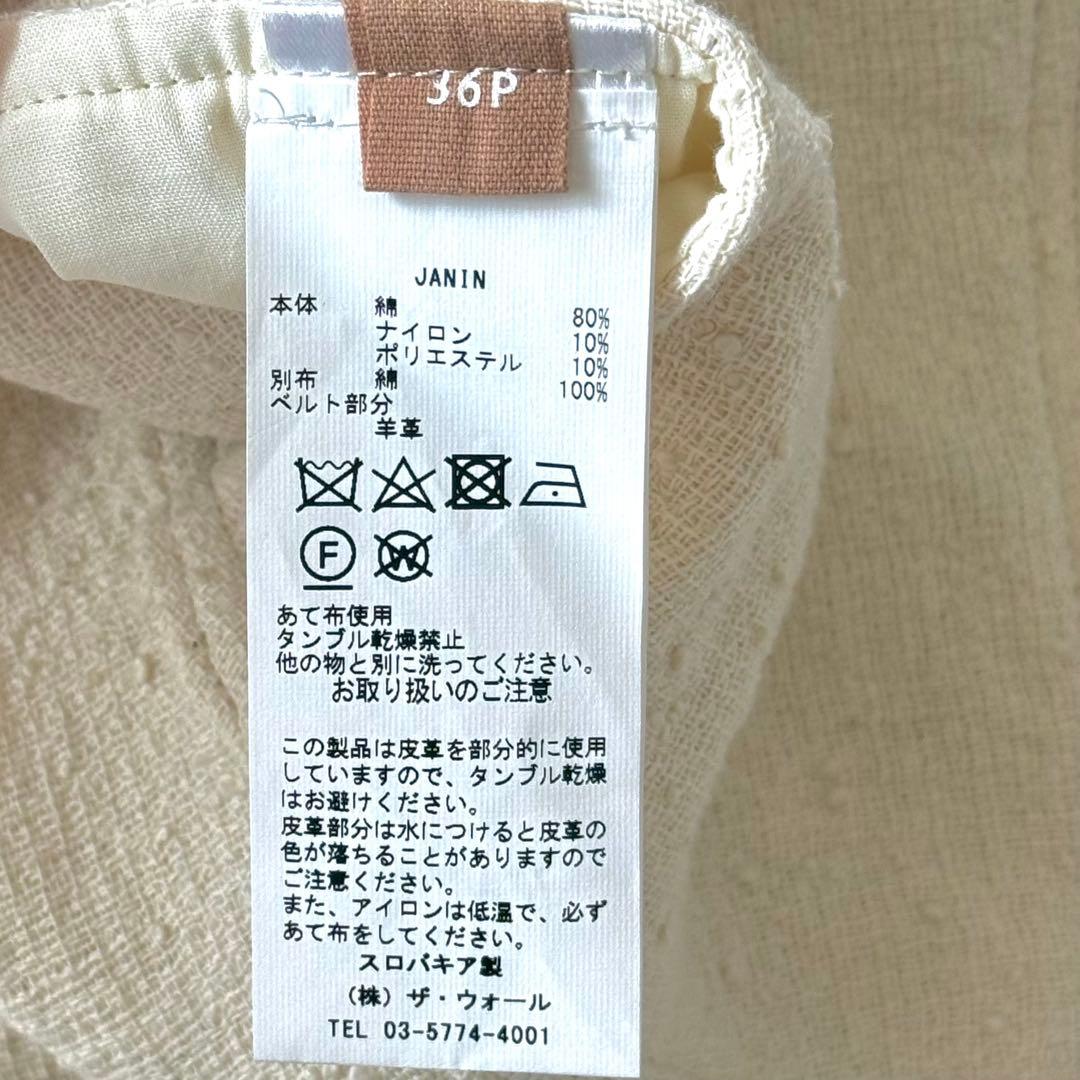 36P
JANIN
本体 綿 80%
ナイロン 10%
ポリエステル 10%
別布 綿 100%
ベルト部分
羊革
F W
あて布使用
タンブル乾燥禁止
他の物と別に洗ってください。
お取り扱いのご注意
この製品は皮革を部分的に使用
していますので、タンブル乾燥
はお避けください。
皮革部分は水につけると皮革の
色が落ちることがありますので
ご注意ください。
また、アイロンは低温で、必ず
あて布をしてください。
スロバキア製
（株）ザ・ウォール
TEL 03-5774-4001